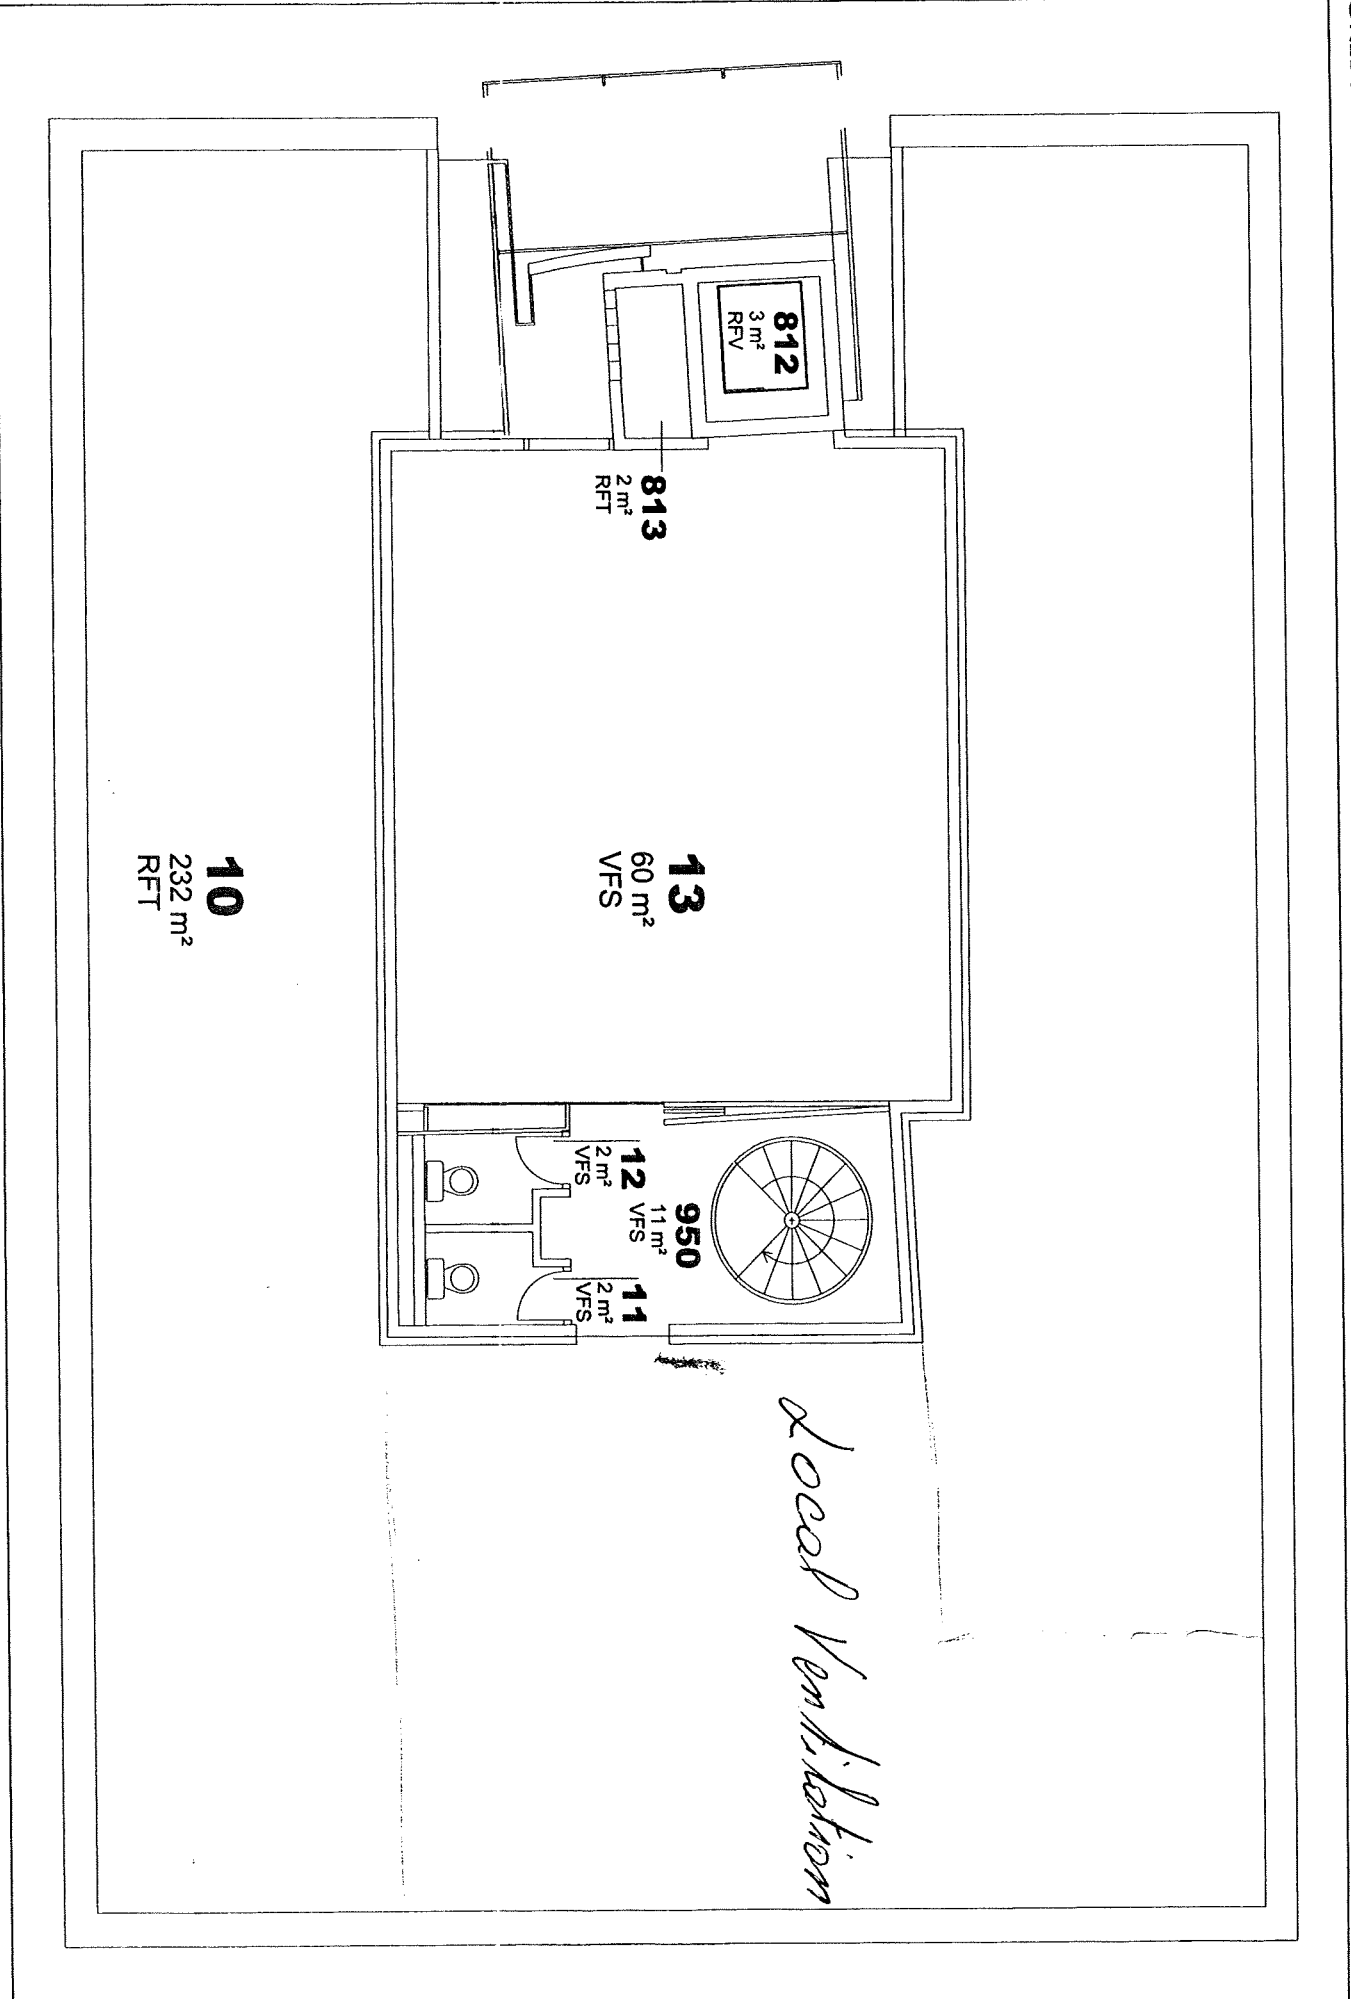 812
3 m²
RFV
813
2 m²
RFT
13
60 m²
VFS
10
232 m²
RFT
12
2 m²
VFS
950
11 m²
VFS
11
2 m²
VFS
Local Ventilation